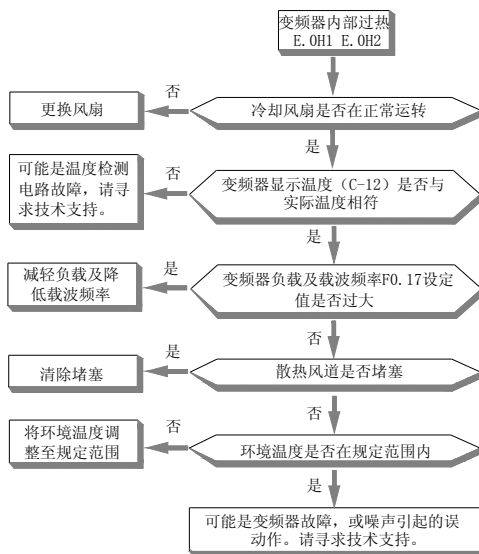 变频器内部过热
E.0H1 E.0H2
否
更换风扇
冷却风扇是否在正常运转
是
可能是温度检测
电路故障，请寻
求技术支持。
否
变频器显示温度（C-12）是否与
实际温度相符
是
减轻负载及降
低载波频率
是
变频器负载及载波频率F0.17设定
值是否过大
否
清除堵塞
是
散热风道是否堵塞
否
将环境温度调
整至规定范围
否
环境温度是否在规定范围内
是
可能是变频器故障，或噪声引起的误
动作。请寻求技术支持。